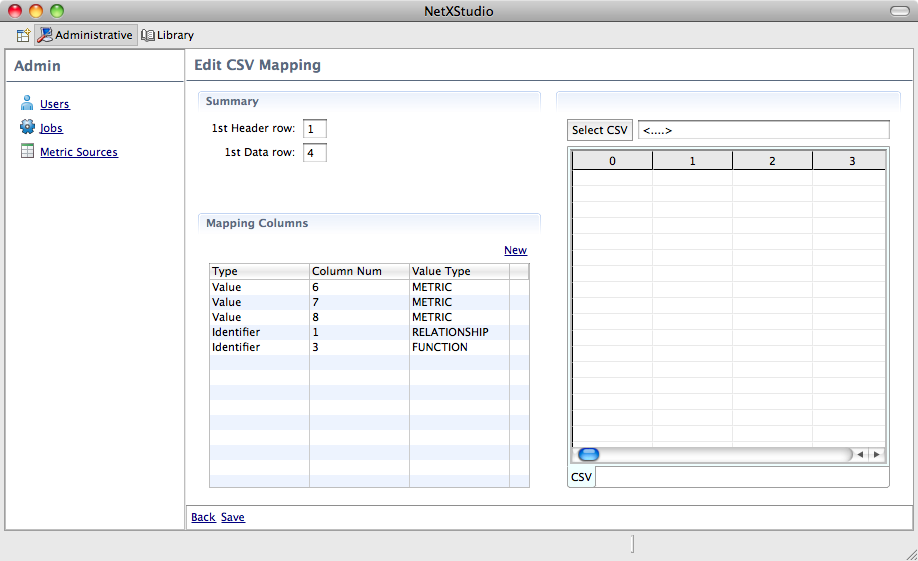 NetXStudio
Administrative Library
Admin
Users
Jobs
Metric Sources
Edit CSV Mapping
Summary
1st Header row: 1
1st Data row: 4
Mapping Columns
New
Type Column Num Value Type
Value 6 METRIC
Value 7 METRIC
Value 8 METRIC
Identifier 1 RELATIONSHIP
Identifier 3 FUNCTION
Select CSV <....>
0 1 2 3
CSV
Back Save